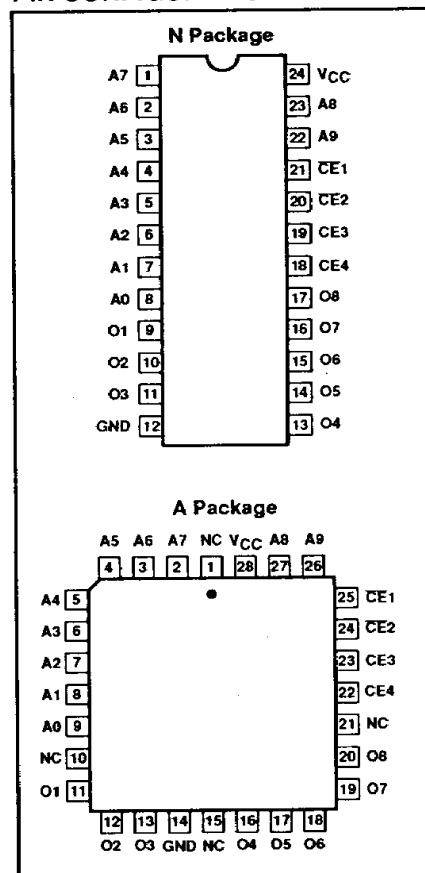 N Package
A7 1 24 VCC
A6 2 23 A8
A5 3 22 A9
A4 4 21 C̅E̅1
A3 5 20 C̅E̅2
A2 6 19 CE3
A1 7 18 CE4
A0 8 17 O8
O1 9 16 O7
O2 10 15 O6
O3 11 14 O5
GND 12 13 O4
A Package
A5 A6 A7 NC VCC A8 A9
4 3 2 1 28 27 26
A4 5 25 C̅E̅1
A3 6 24 C̅E̅2
A2 7 23 CE3
A1 8 22 CE4
A0 9 21 NC
NC 10 20 O8
O1 11 19 O7
12 13 14 15 16 17 18
O2 O3 GND NC O4 O5 O6